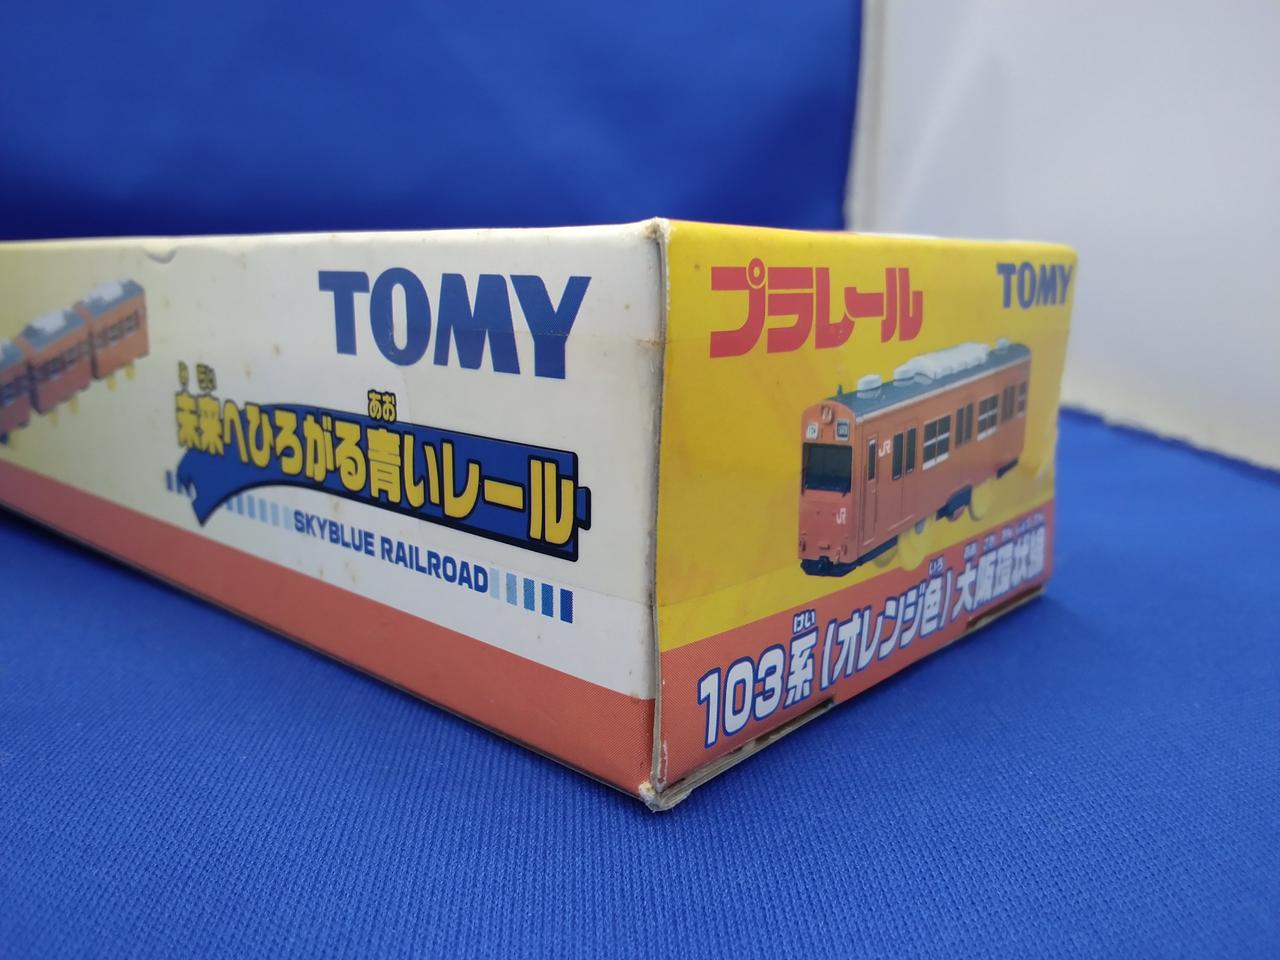 TOMY
みらい
あお
未来へひろがる青いレール
SKYBLUE RAILROAD
プラレール
TOMY
JR
JR
けい
いろ
103系(オレンジ色)大阪環状線